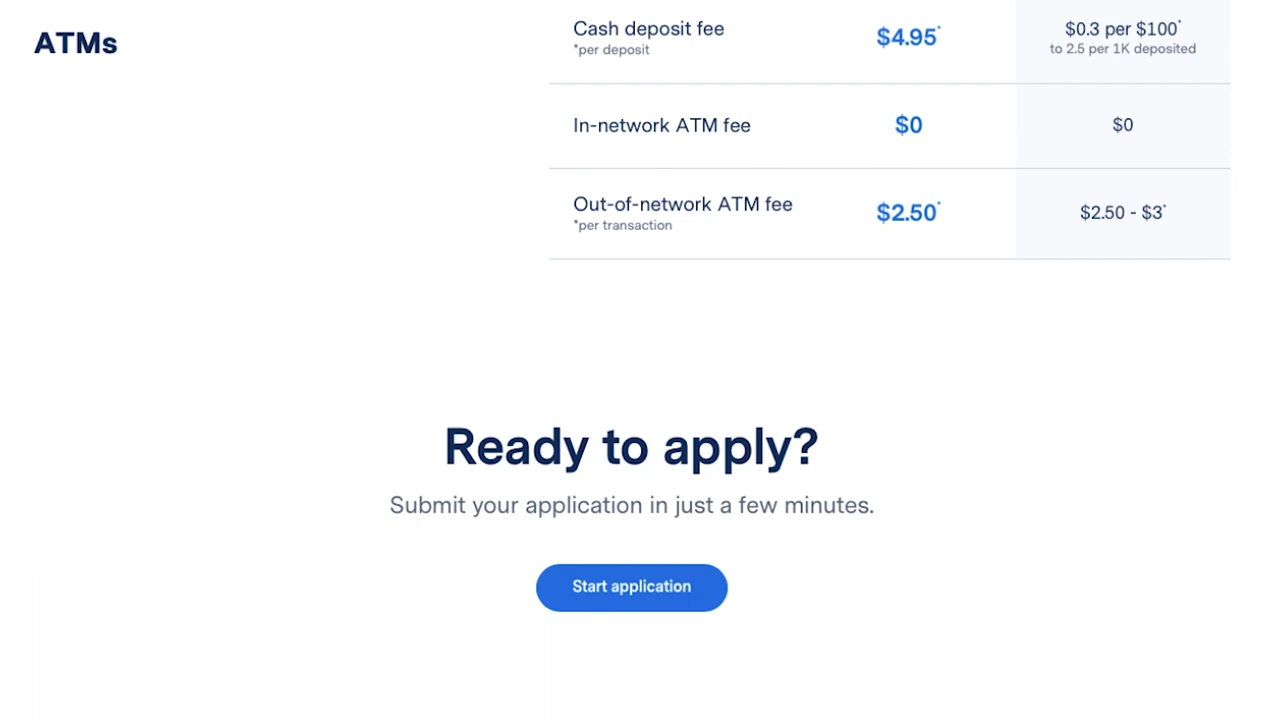 ATMs
Cash deposit fee
*per deposit
$4.95*
$0.3 per $100*
to 2.5 per 1K deposited
In-network ATM fee
$0
$0
Out-of-network ATM fee
*per transaction
$2.50*
$2.50 - $3*
Ready to apply?
Submit your application in just a few minutes.
Start application